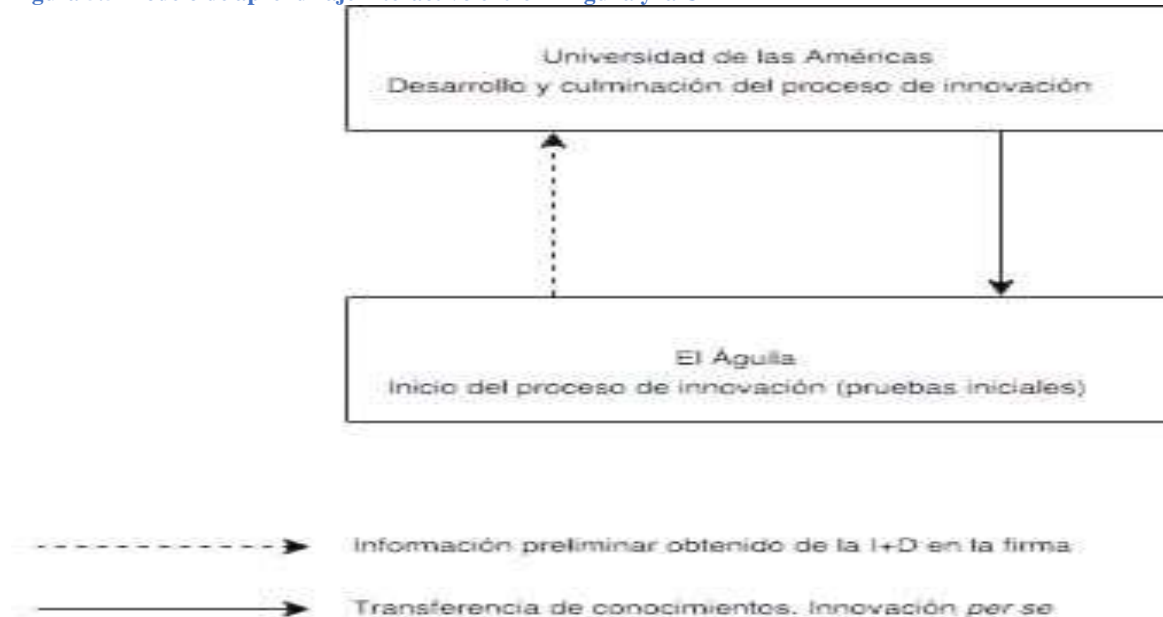 Universidad de las Américas
Desarrollo y culminación del proceso de innovación
El Águila
Inicio del proceso de innovación (pruebas iniciales)
Información preliminar obtenido de la I+D en la firma
Transferencia de conocimientos. Innovación per se